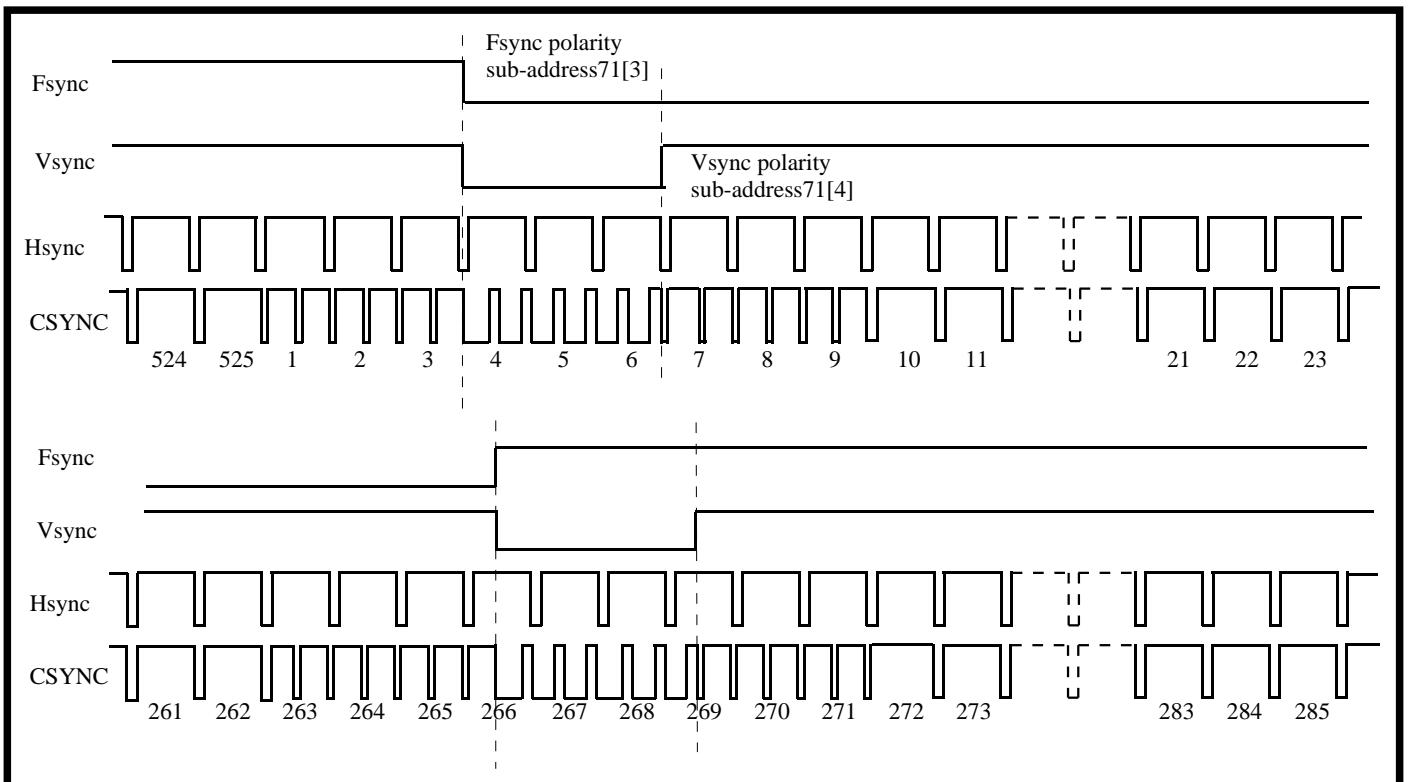 Fsync polarity
sub-address71[3]
Fsync
Vsync
Vsync polarity
sub-address71[4]
Hsync
CSYNC
524 525 1 2 3 4 5 6 7 8 9 10 11 21 22 23
Fsync
Vsync
Hsync
CSYNC
261 262 263 264 265 266 267 268 269 270 271 272 273 283 284 285